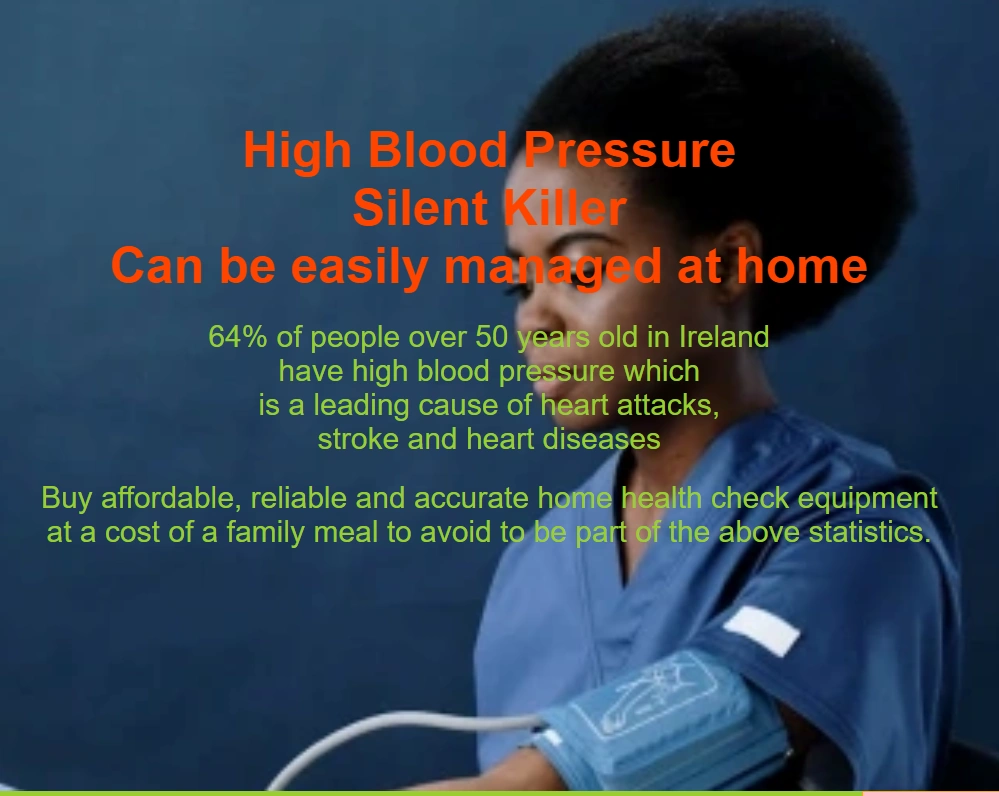 High Blood Pressure
Silent Killer
Can be easily managed at home
64% of people over 50 years old in Ireland
have high blood pressure which
is a leading cause of heart attacks,
stroke and heart diseases
Buy affordable, reliable and accurate home health check equipment
at a cost of a family meal to avoid to be part of the above statistics.